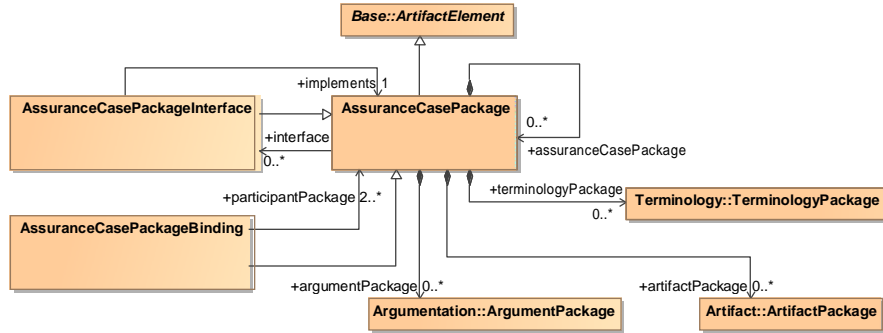 Base::ArtifactElement
+implements 1
AssuranceCasePackageInterface
AssuranceCasePackage
+interface
0..*
0..*
+assuranceCasePackage
+participantPackage 2..*
+terminologyPackage
0..*
Terminology::TerminologyPackage
AssuranceCasePackageBinding
+argumentPackage 0..*
+artifactPackage 0..*
Argumentation::ArgumentPackage
Artifact::ArtifactPackage